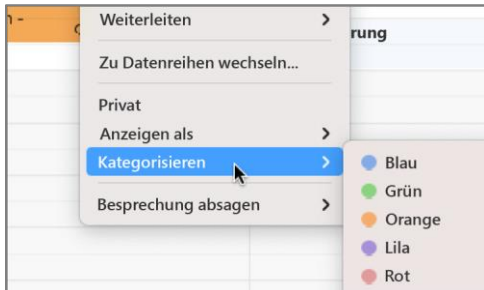 Weiterleiten
rung
Zu Datenreihen wechseln...
Privat
Anzeigen als
Kategorisieren
Besprechung absagen
Blau
Grün
Orange
Lila
Rot